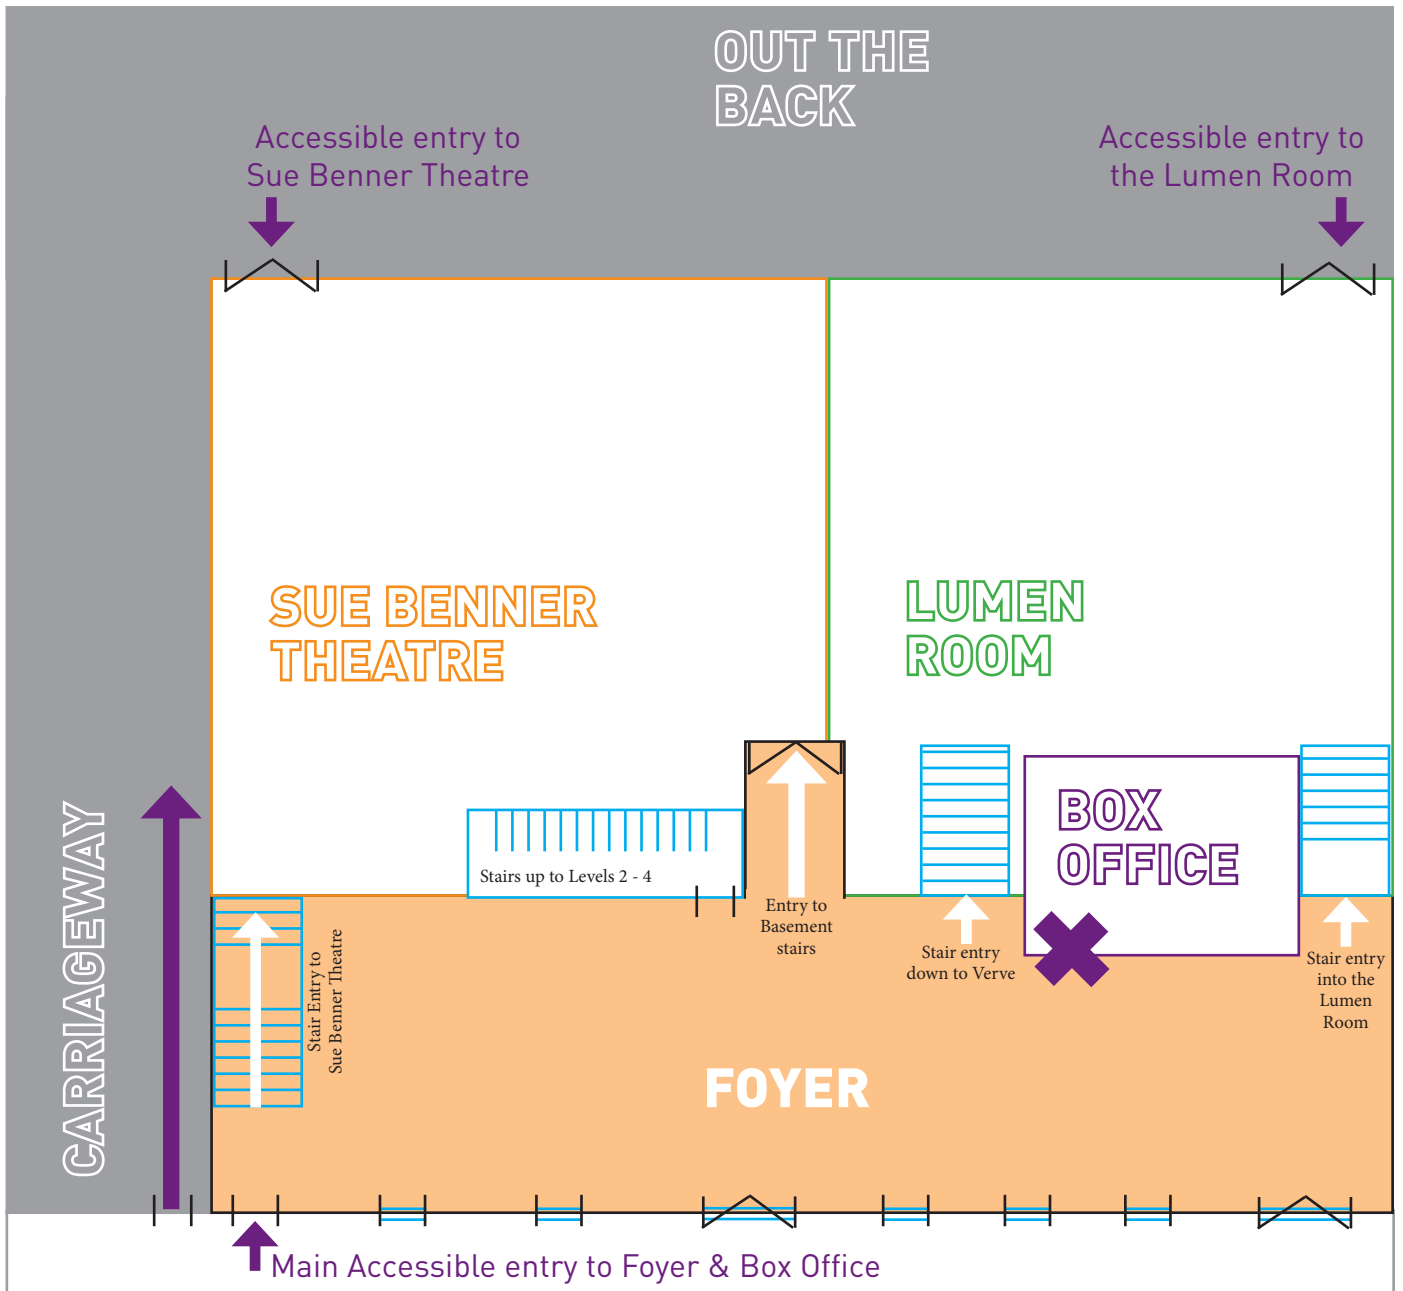 OUT THE
BACK
Accessible entry to
Sue Benner Theatre
Accessible entry to
the Lumen Room
SUE BENNER
THEATRE
LUMEN
ROOM
BOX
OFFICE
Stairs up to Levels 2 - 4
Entry to
Basement
stairs
Stair entry
down to Verve
Stair entry
into the
Lumen
Room
Stair Entry to
Sue Benner Theatre
CARRIAGEWAY
FOYER
Main Accessible entry to Foyer & Box Office